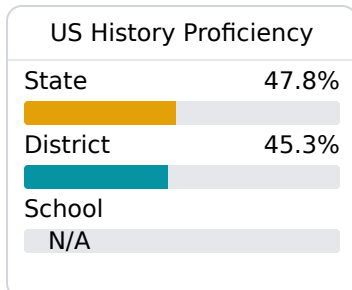 US History Proficiency
State 47.8%
District 45.3%
School
N/A